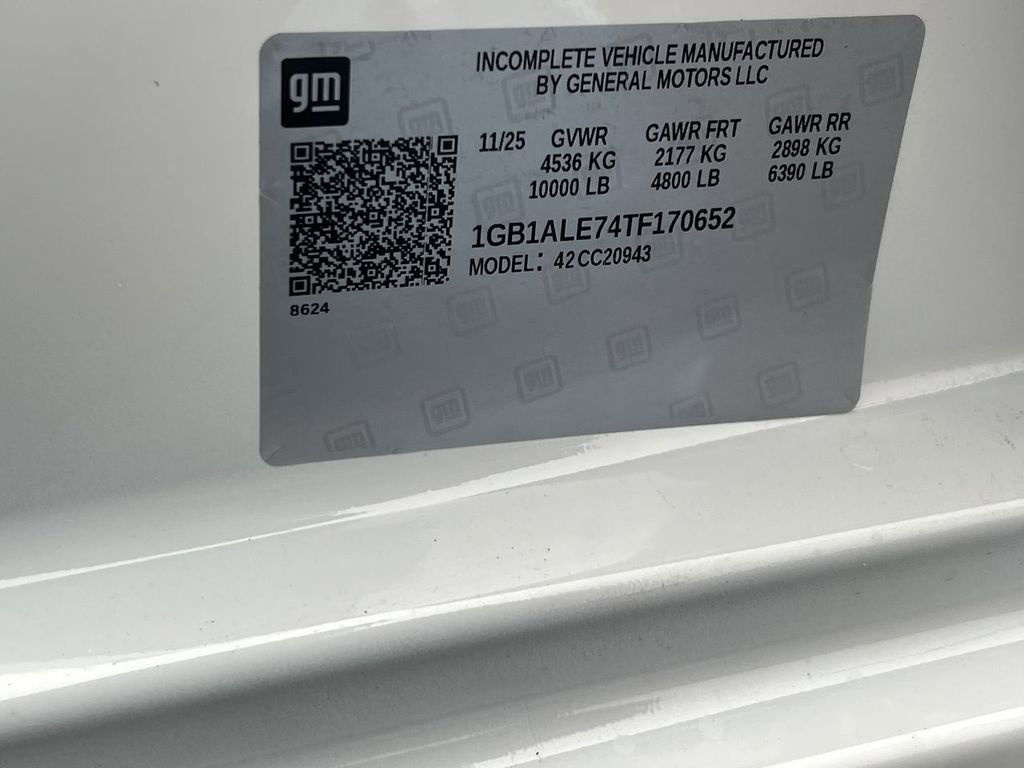 gm
INCOMPLETE VEHICLE MANUFACTURED
BY GENERAL MOTORS LLC
11/25 GVWR GAWR FRT GAWR RR
4536 KG 2177 KG 2898 KG
10000 LB 4800 LB 6390 LB
1GB1ALE74TF170652
MODEL: 42CC20943
8624